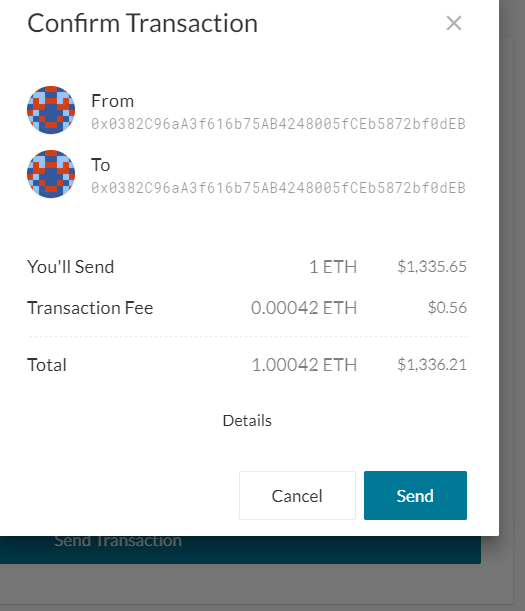 Confirm Transaction
From
0x0382C96aA3f616b75AB4248005fCEb5872bf0dEB
To
0x0382C96aA3f616b75AB4248005fCEb5872bf0dEB
You'll Send 1 ETH $1,335.65
Transaction Fee 0.00042 ETH $0.56
Total 1.00042 ETH $1,336.21
Details
Cancel Send
Send Transaction